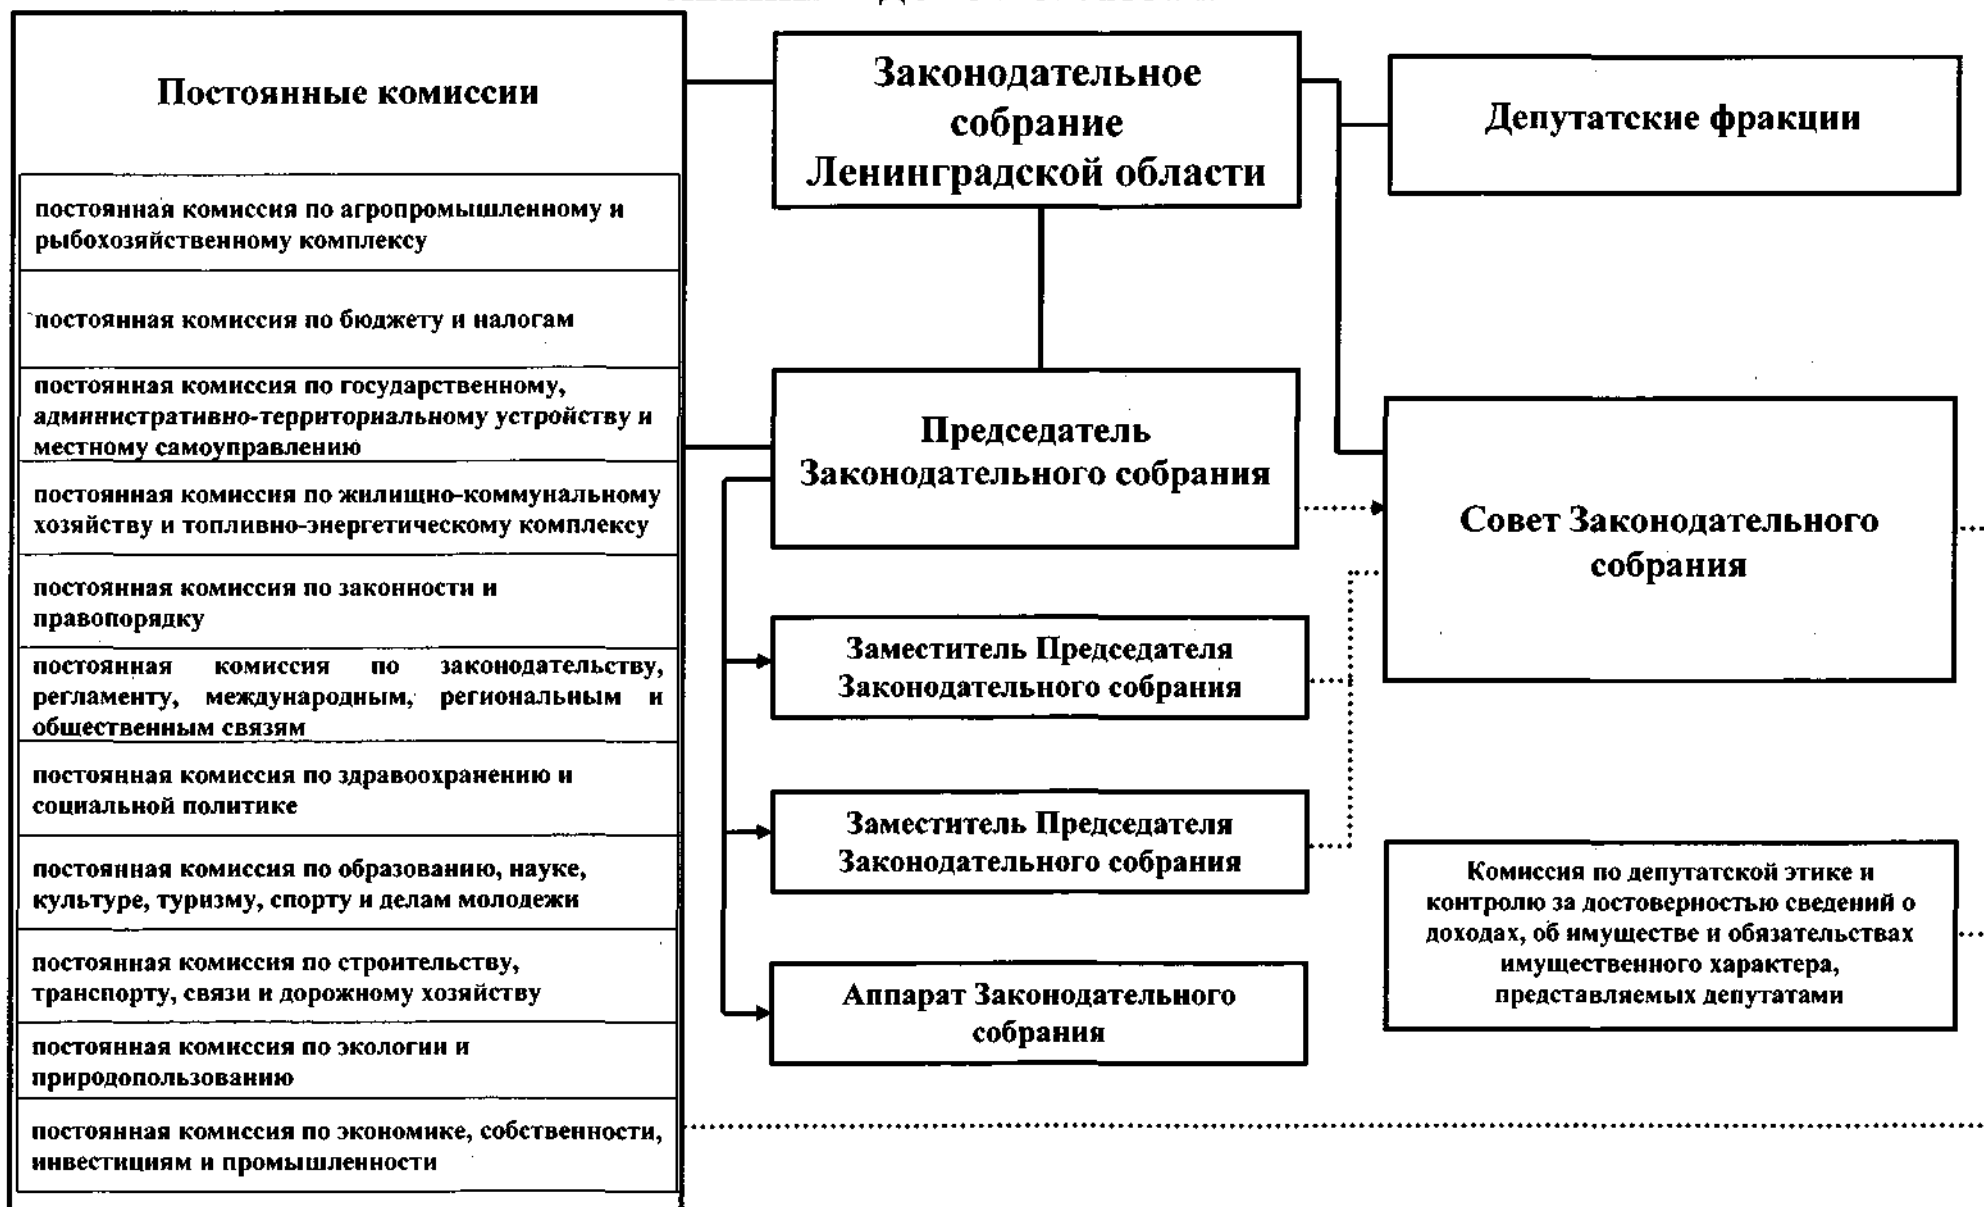 Постоянные комиссии
постоянная комиссия по агропромышленному и
рыбохозяйственному комплексу
постоянная комиссия по бюджету и налогам
постоянная комиссия по государственному,
административно-территориальному устройству и
местному самоуправлению
постоянная комиссия по жилищно-коммунальному
хозяйству и топливно-энергетическому комплексу
постоянная комиссия по законности и
правопорядку
постоянная комиссия по законодательству,
регламенту, международным, региональным и
общественным связям
постоянная комиссия по здравоохранению и
социальной политике
постоянная комиссия по образованию, науке,
культуре, туризму, спорту и делам молодежи
постоянная комиссия по строительству,
транспорту, связи и дорожному хозяйству
постоянная комиссия по экологии и
природопользованию
постоянная комиссия по экономике, собственности,
инвестициям и промышленности
Законодательное
собрание
Ленинградской области
Председатель
Законодательного собрания
Заместитель Председателя
Законодательного собрания
Заместитель Председателя
Законодательного собрания
Аппарат Законодательного
собрания
Депутатские фракции
Совет Законодательного
собрания
Комиссия по депутатской этике и
контролю за достоверностью сведений о
доходах, об имуществе и обязательствах
имущественного характера,
представляемых депутатами